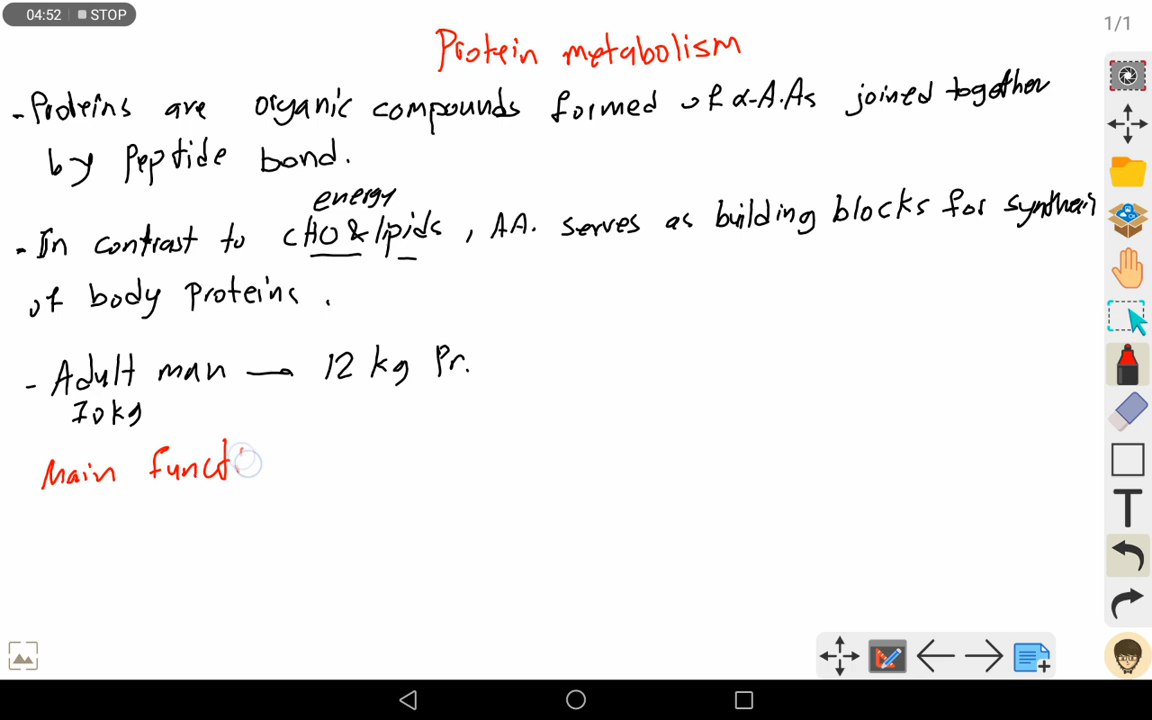 04:52 STOP
1/1
Protein metabolism
- Proteins are organic compounds formed of α-A.As joined together
by Peptide bond.
energy
- In contrast to CHO & lipids, AA. serves as building blocks for synthesis
of body proteins.
- Adult man — 12 kg Pr.
70kg
Main functi
T